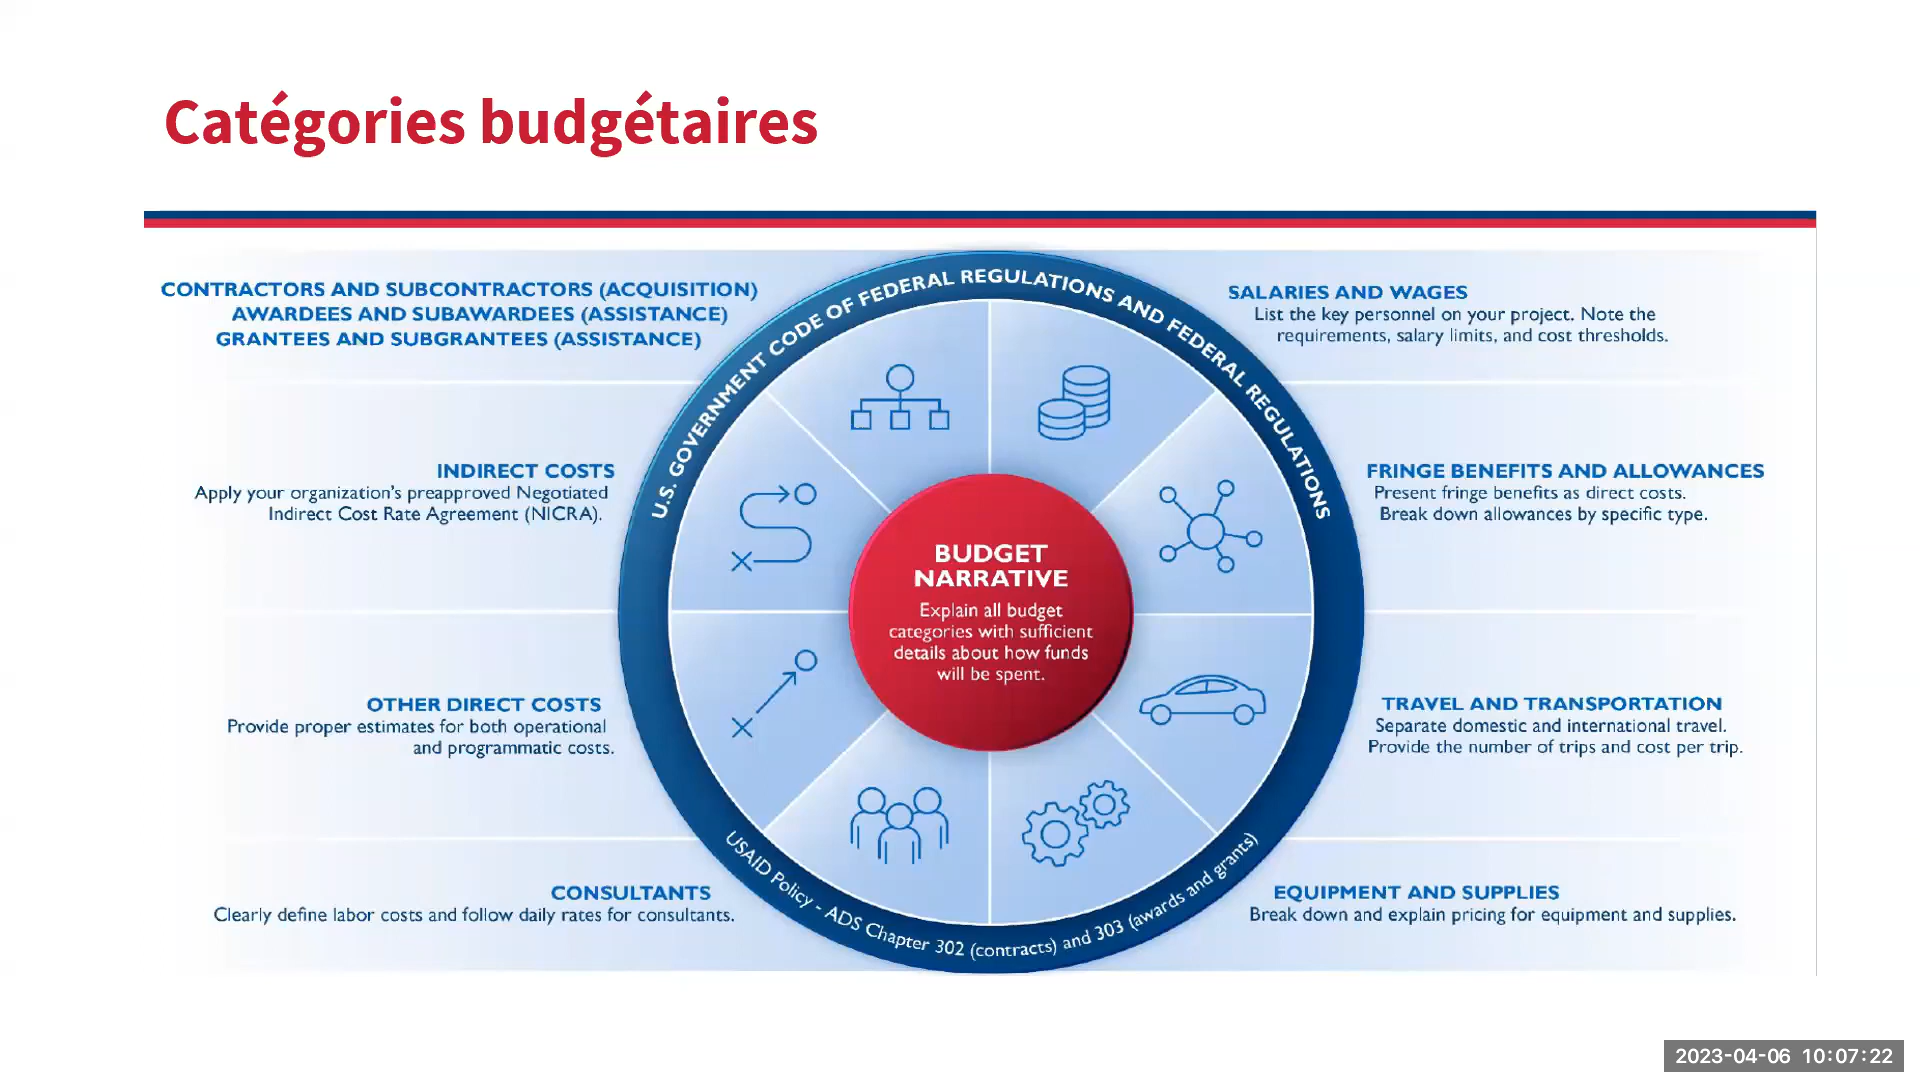 Catégories budgétaires
CONTRACTORS AND SUBCONTRACTORS (ACQUISITION)
AWARDEES AND SUBAWARDEES (ASSISTANCE)
GRANTEES AND SUBGRANTEES (ASSISTANCE)
INDIRECT COSTS
Apply your organization's preapproved Negotiated
Indirect Cost Rate Agreement (NICRA).
OTHER DIRECT COSTS
Provide proper estimates for both operational
and programmatic costs.
CONSULTANTS
Clearly define labor costs and follow daily rates for consultants.
U.S. GOVERNMENT CODE OF FEDERAL REGULATIONS AND FEDERAL REGULATIONS
BUDGET
NARRATIVE
Explain all budget
categories with sufficient
details about how funds
will be spent.
USAID Policy - ADS Chapter 302 (contracts) and 303 (awards and grants)
SALARIES AND WAGES
List the key personnel on your project. Note the
requirements, salary limits, and cost thresholds.
FRINGE BENEFITS AND ALLOWANCES
Present fringe benefits as direct costs.
Break down allowances by specific type.
TRAVEL AND TRANSPORTATION
Separate domestic and international travel.
Provide the number of trips and cost per trip.
EQUIPMENT AND SUPPLIES
Break down and explain pricing for equipment and supplies.
2023-04-06 10:07:22